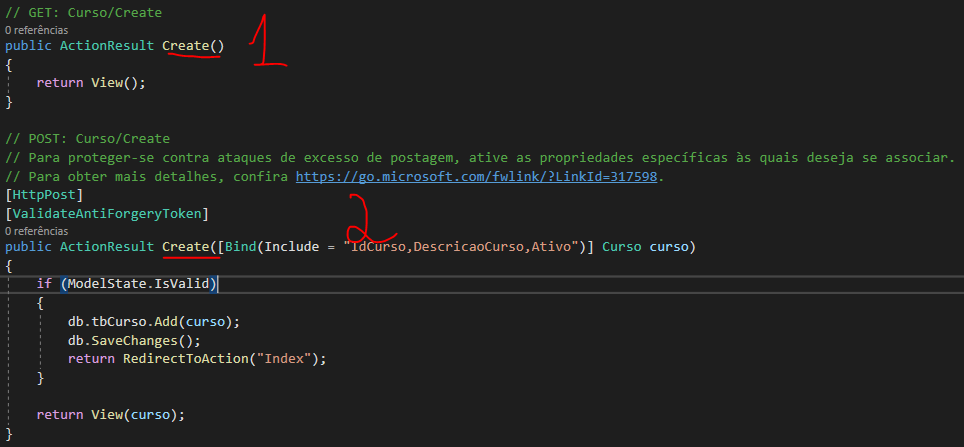 // GET: Curso/Create
0 referências
public ActionResult Create()
1
{
return View();
}
// POST: Curso/Create
// Para proteger-se contra ataques de excesso de postagem, ative as propriedades específicas às quais deseja se associar.
// Para obter mais detalhes, confira https://go.microsoft.com/fwlink/?LinkId=317598.
[HttpPost]
[ValidateAntiForgeryToken]
2
0 referências
public ActionResult Create([Bind(Include = "IdCurso,DescricaoCurso,Ativo")] Curso curso)
{
if (ModelState.IsValid)
{
db.tbCurso.Add(curso);
db.SaveChanges();
return RedirectToAction("Index");
}
return View(curso);
}